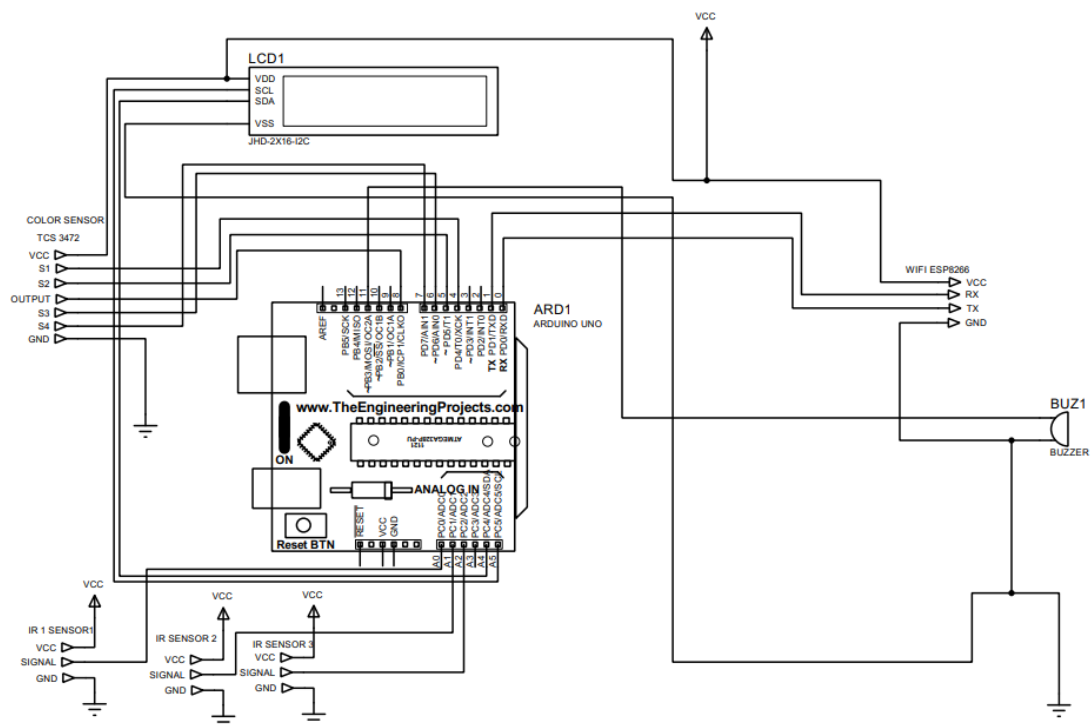 VCC
LCD1
VDD
SCL
SDA
VSS
JHD-2X16-I2C
COLOR SENSOR
TCS 3472
VCC
S1
S2
OUTPUT
S3
S4
GND
WIFI ESP8266
VCC
RX
TX
GND
13
12
11
10
9
8
7
6
5
4
3
2
1
0
ARD1
ARDUINO UNO
AREF
PB5/SCK
PB4/MISO
~PB3/MOSI/OC2A
~PB2/SS/OC1B
~PB1/OC1A
PB0/ICP1/CLKO
PD7/AIN1
~PD6/AIN0
~PD5/T1
PD4/T0/XCK
~PD3/INT1
PD2/INT0
TX PD1/TXD
RX PD0/RXD
www.TheEngineeringProjects.com
1121
ATMEGA328P-PU
ON
ANALOG IN
Reset BTN
RESET
VCC
GND
PC0/ADC0
PC1/ADC1
PC2/ADC2
PC3/ADC3
PC4/ADC4/SDA
PC5/ADC5/SCL
A0
A1
A2
A3
A4
A5
BUZ1
BUZZER
VCC
IR 1 SENSOR1
VCC
SIGNAL
GND
VCC
IR SENSOR 2
VCC
SIGNAL
GND
VCC
IR SENSOR 3
VCC
SIGNAL
GND